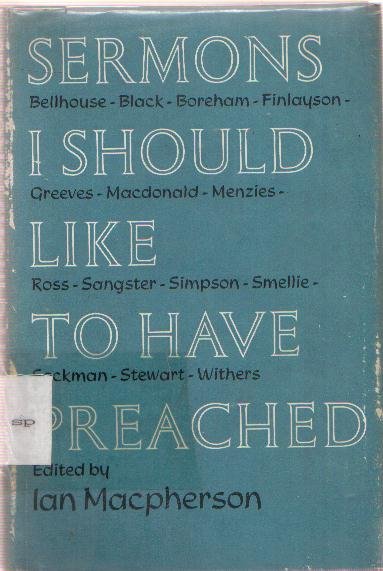 SERMONS
Bellhouse - Black - Boreham - Finlayson -
I SHOULD
Greeves - Macdonald - Menzies -
LIKE
Ross - Sangster - Simpson - Smellie -
TO HAVE
Sockman - Stewart - Withers
PREACHED
sp
Edited by
Ian Macpherson